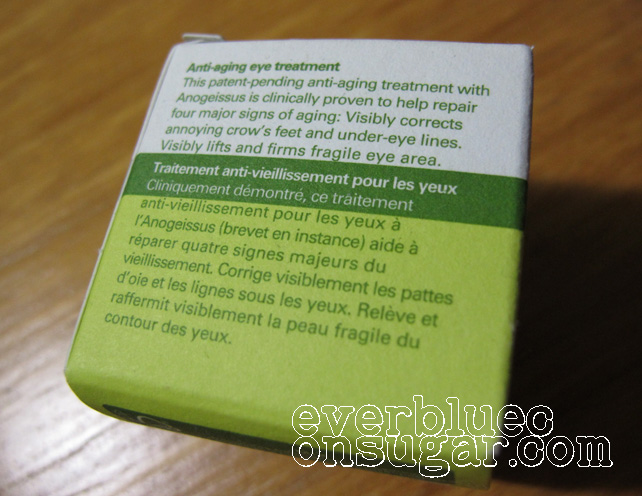 Anti-aging eye treatment
This patent-pending anti-aging treatment with
Anogeissus is clinically proven to help repair
four major signs of aging: Visibly corrects
annoying crow's feet and under-eye lines.
Visibly lifts and firms fragile eye area.
Traitement anti-vieillissement pour les yeux
Cliniquement démontré, ce traitement
anti-vieillissement pour les yeux à
l'Anogeissus (brevet en instance) aide à
réparer quatre signes majeurs du
vieillissement. Corrige visiblement les pattes
d'oie et les lignes sous les yeux. Relève et
raffermit visiblement la peau fragile du
contour des yeux.
everbluec
onsugar.com